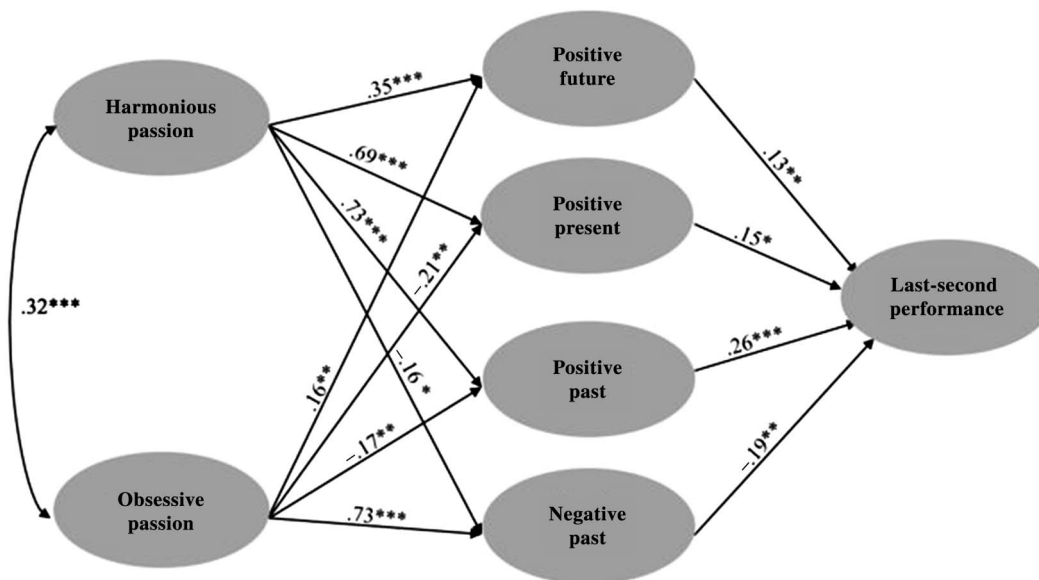 Positive
future
Harmonious
passion
.35***
.69***
.13**
Positive
present
.73***
.15*
–.21**
Last-second
performance
.32***
.26***
–.16 *
Positive
past
.16**
–.17**
–.19**
Obsessive
passion
.73***
Negative
past